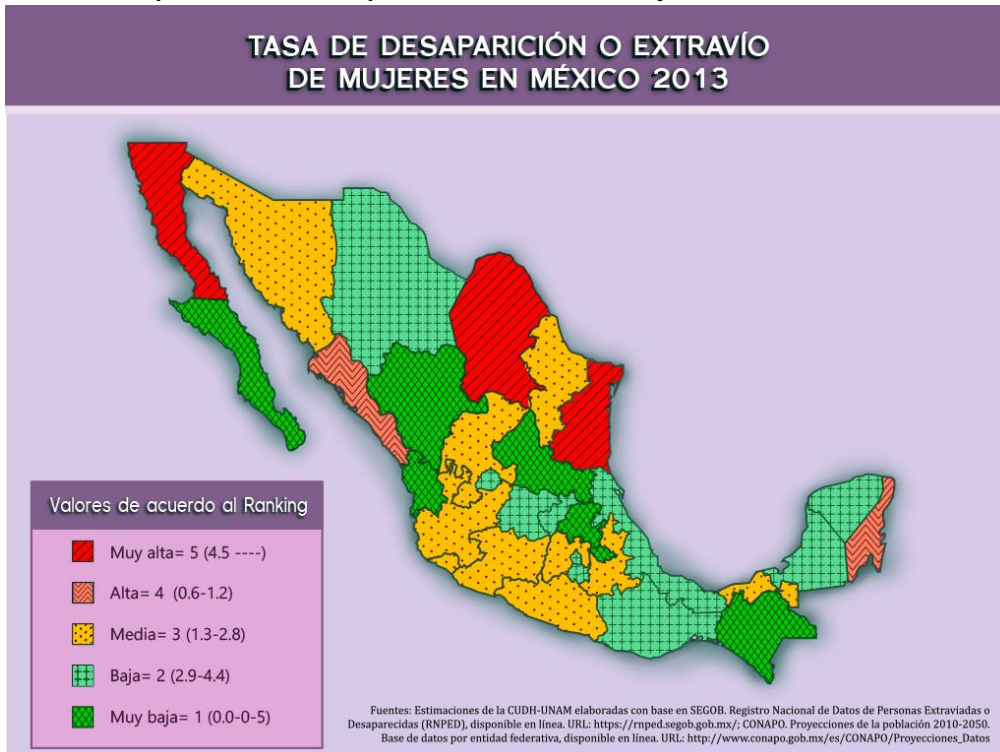 TASA DE DESAPARICIÓN O EXTRAVÍO
DE MUJERES EN MÉXICO 2013
Valores de acuerdo al Ranking
Muy alta= 5 (4.5 ----)
Alta= 4 (0.6-1.2)
Media= 3 (1.3-2.8)
Baja= 2 (2.9-4.4)
Muy baja= 1 (0.0-0-5)
Fuentes: Estimaciones de la CUDH-UNAM elaboradas con base en SEGOB. Registro Nacional de Datos de Personas Extraviadas o
Desaparecidas (RNPED), disponible en línea. URL: https://rnped.segob.gob.mx/; CONAPO. Proyecciones de la población 2010-2050.
Base de datos por entidad federativa, disponible en línea. URL: http://www.conapo.gob.mx/es/CONAPO/Proyecciones_Datos